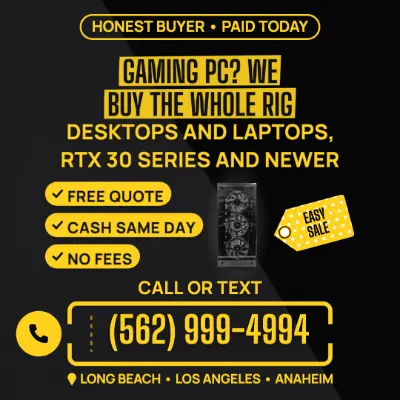 HONEST BUYER • PAID TODAY
GAMING PC? WE
BUY THE WHOLE RIG
DESKTOPS AND LAPTOPS,
RTX 30 SERIES AND NEWER
FREE QUOTE
CASH SAME DAY
NO FEES
EASY
SALE
CALL OR TEXT
(562) 999-4994
LONG BEACH • LOS ANGELES • ANAHEIM